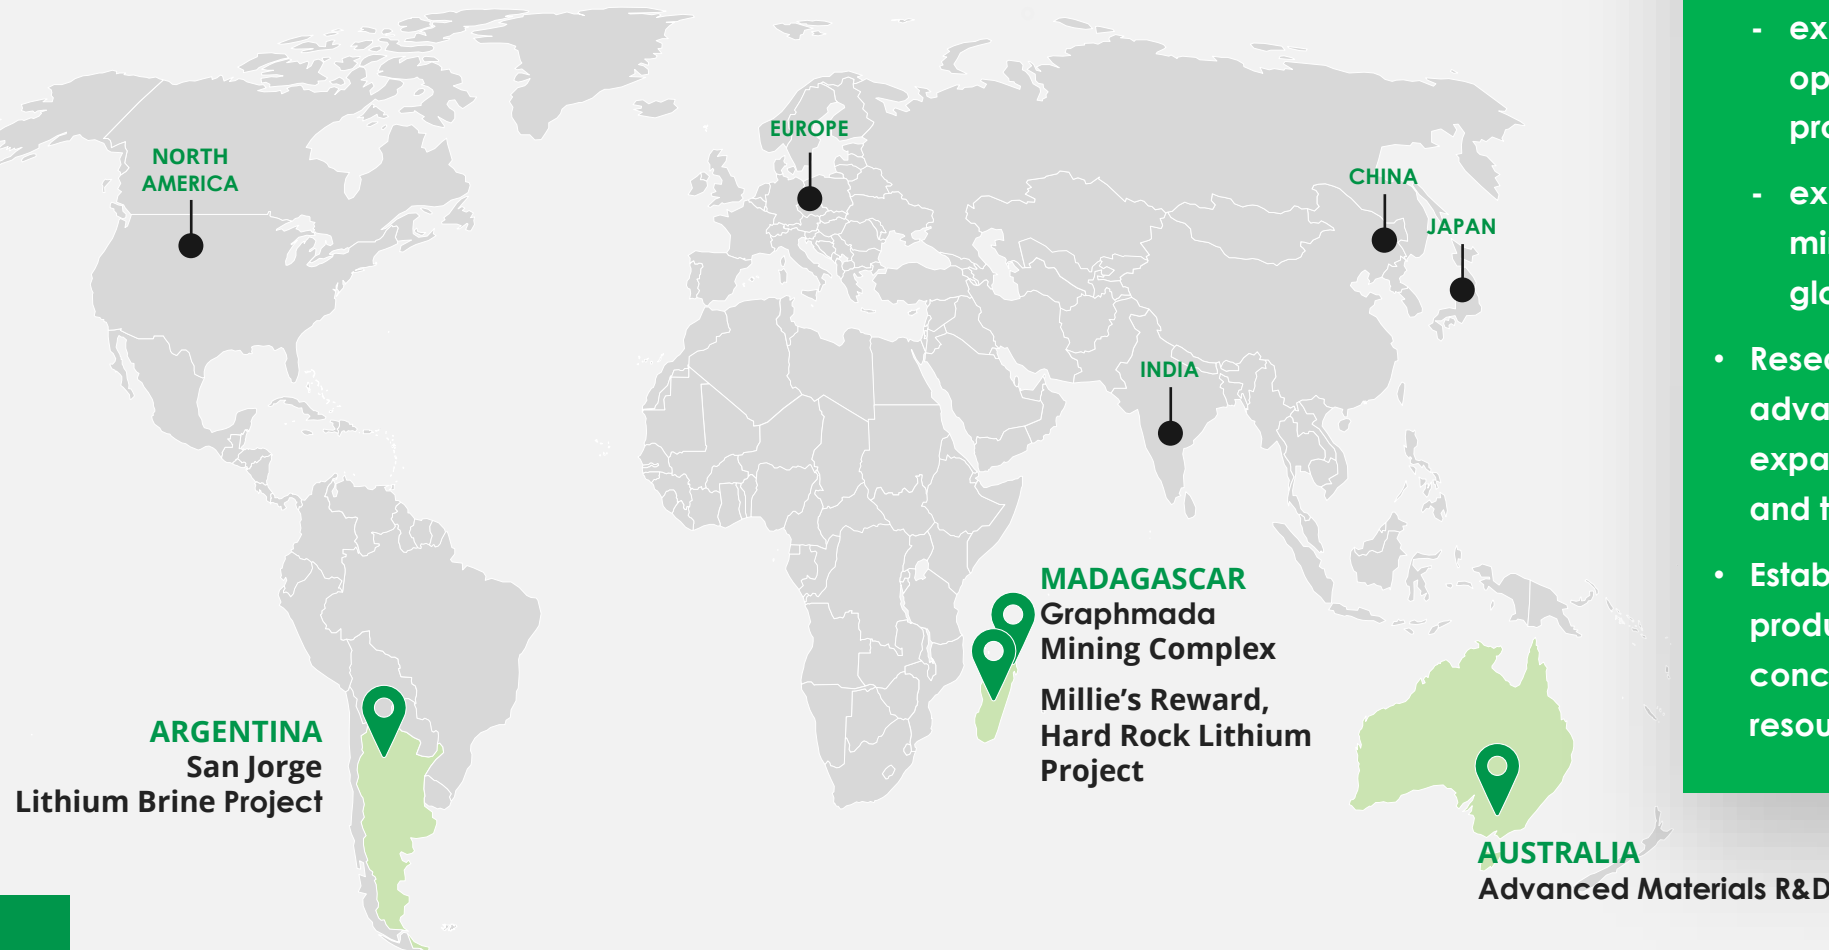 NORTH
AMERICA
EUROPE
CHINA
JAPAN
INDIA
MADAGASCAR
Graphmada
Mining Complex
Millie’s Reward,
Hard Rock Lithium
Project
ARGENTINA
San Jorge
Lithium Brine Project
AUSTRALIA
Advanced Materials R&D
-
-
•
and
•